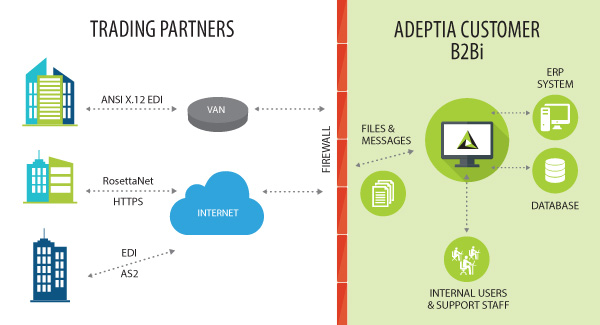 TRADING PARTNERS
ANSI X.12 EDI
VAN
RosettaNet
HTTPS
INTERNET
EDI
AS2
FIREWALL
ADEPTIA CUSTOMER
B2Bi
ERP
SYSTEM
FILES &
MESSAGES
DATABASE
INTERNAL USERS
& SUPPORT STAFF